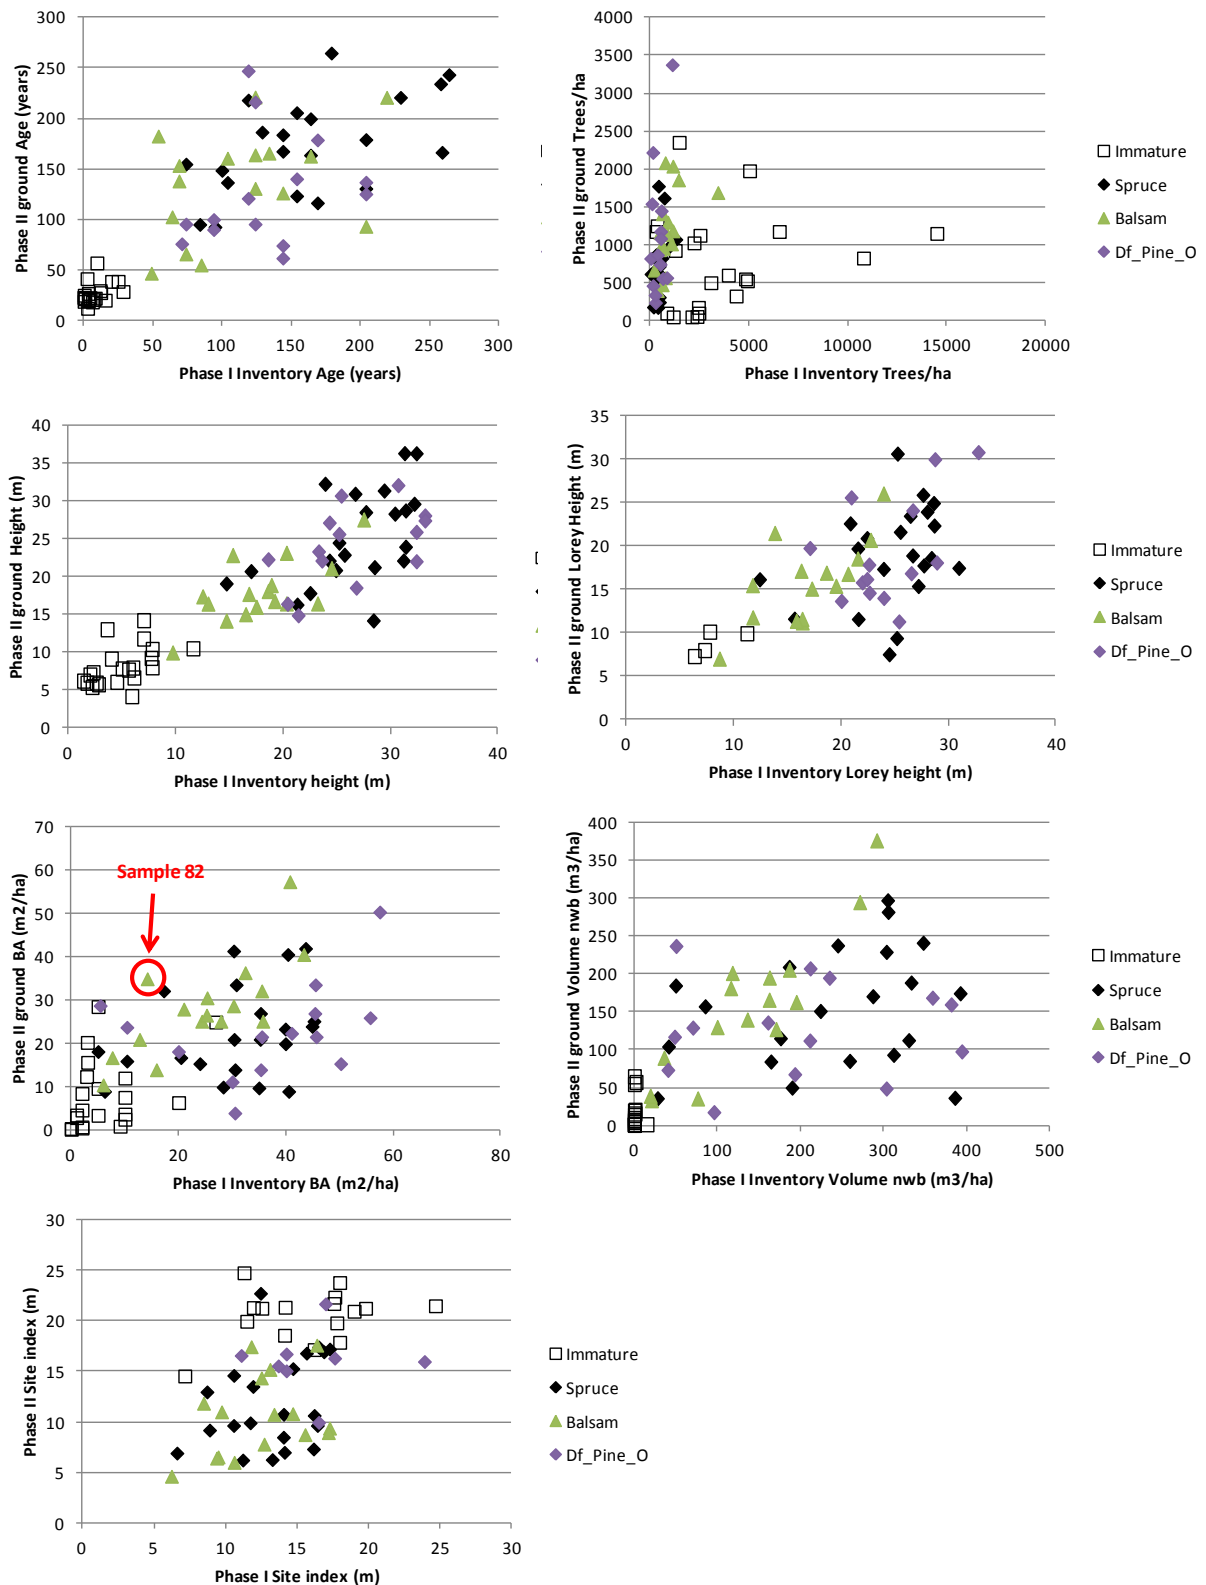 300
250
200
150
100
50
0
Phase II ground Age (years)
0 50 100 150 200 250 300
Phase I Inventory Age (years)
4000
3500
3000
2500
2000
1500
1000
500
0
Phase II ground Trees/ha
0 5000 10000 15000 20000
Phase I Inventory Trees/ha
Immature
Spruce
Balsam
Df_Pine_O
40
35
30
25
20
15
10
5
0
Phase II ground Height (m)
0 10 20 30 40
Phase I Inventory height (m)
35
30
25
20
15
10
5
0
Phase II ground Lorey Height (m)
0 10 20 30 40
Phase I Inventory Lorey height (m)
Immature
Spruce
Balsam
Df_Pine_O
70
60
50
40
30
20
10
0
Phase II ground BA (m2/ha)
Sample 82
0 20 40 60 80
Phase I Inventory BA (m2/ha)
400
350
300
250
200
150
100
50
0
Phase II ground Volume nwb (m3/ha)
0 100 200 300 400 500
Phase I Inventory Volume nwb (m3/ha)
Immature
Spruce
Balsam
Df_Pine_O
30
25
20
15
10
5
0
Phase II Site index (m)
0 5 10 15 20 25 30
Phase I Site index (m)
Immature
Spruce
Balsam
Df_Pine_O